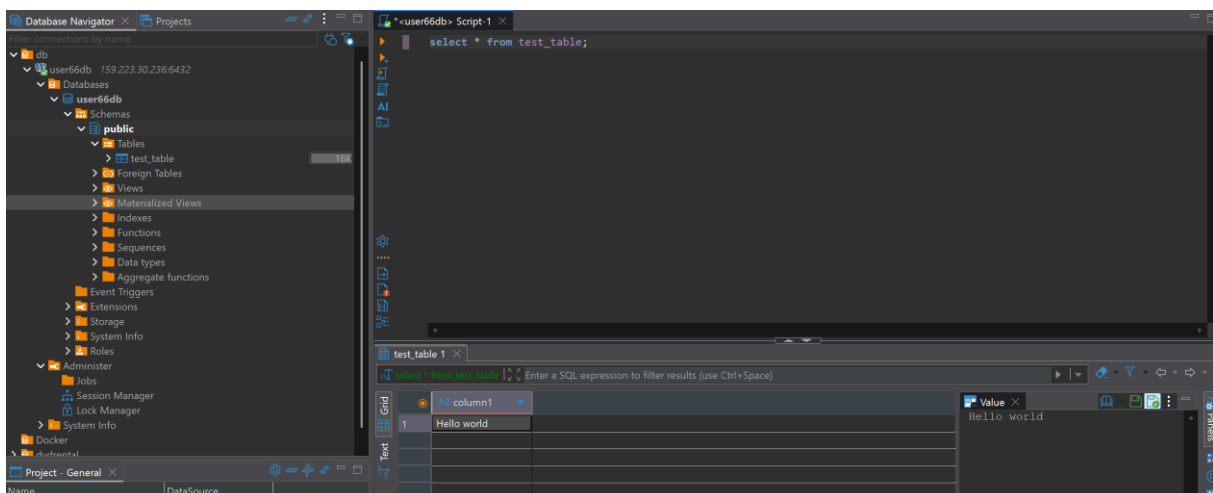 Database Navigator
Projects
Filter connections by name
db
user66db 159.223.30.236:6432
Databases
user66db
Schemas
public
Tables
test_table 16K
Foreign Tables
Views
Materialized Views
Indexes
Functions
Sequences
Data types
Aggregate functions
Event Triggers
Extensions
Storage
System Info
Roles
Administer
Jobs
Session Manager
Lock Manager
System Info
Docker
dvdrental
Project - General
Name DataSource
*<user66db> Script-1
select * from test_table;
AI
test_table 1
select * from test_table Enter a SQL expression to filter results (use Ctrl+Space)
Grid
Text
AZ column1
1 Hello world
Value
Hello world
Panels